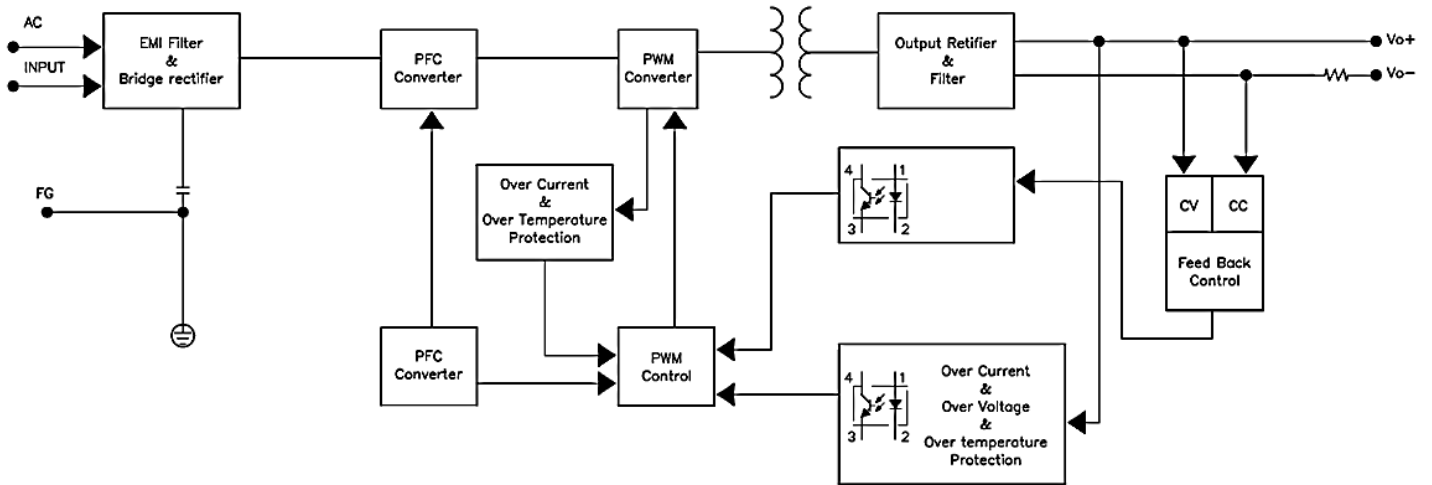 AC
INPUT
EMI Filter
&
Bridge rectifier
PFC
Converter
PWM
Converter
Output Retifier
&
Filter
Vo+
Vo-
FG
Over Current
&
Over Temperature
Protection
4 1
3 2
CV CC
Feed Back
Control
PFC
Converter
PWM
Control
4 1
3 2
Over Current
&
Over Voltage
&
Over temperature
Protection